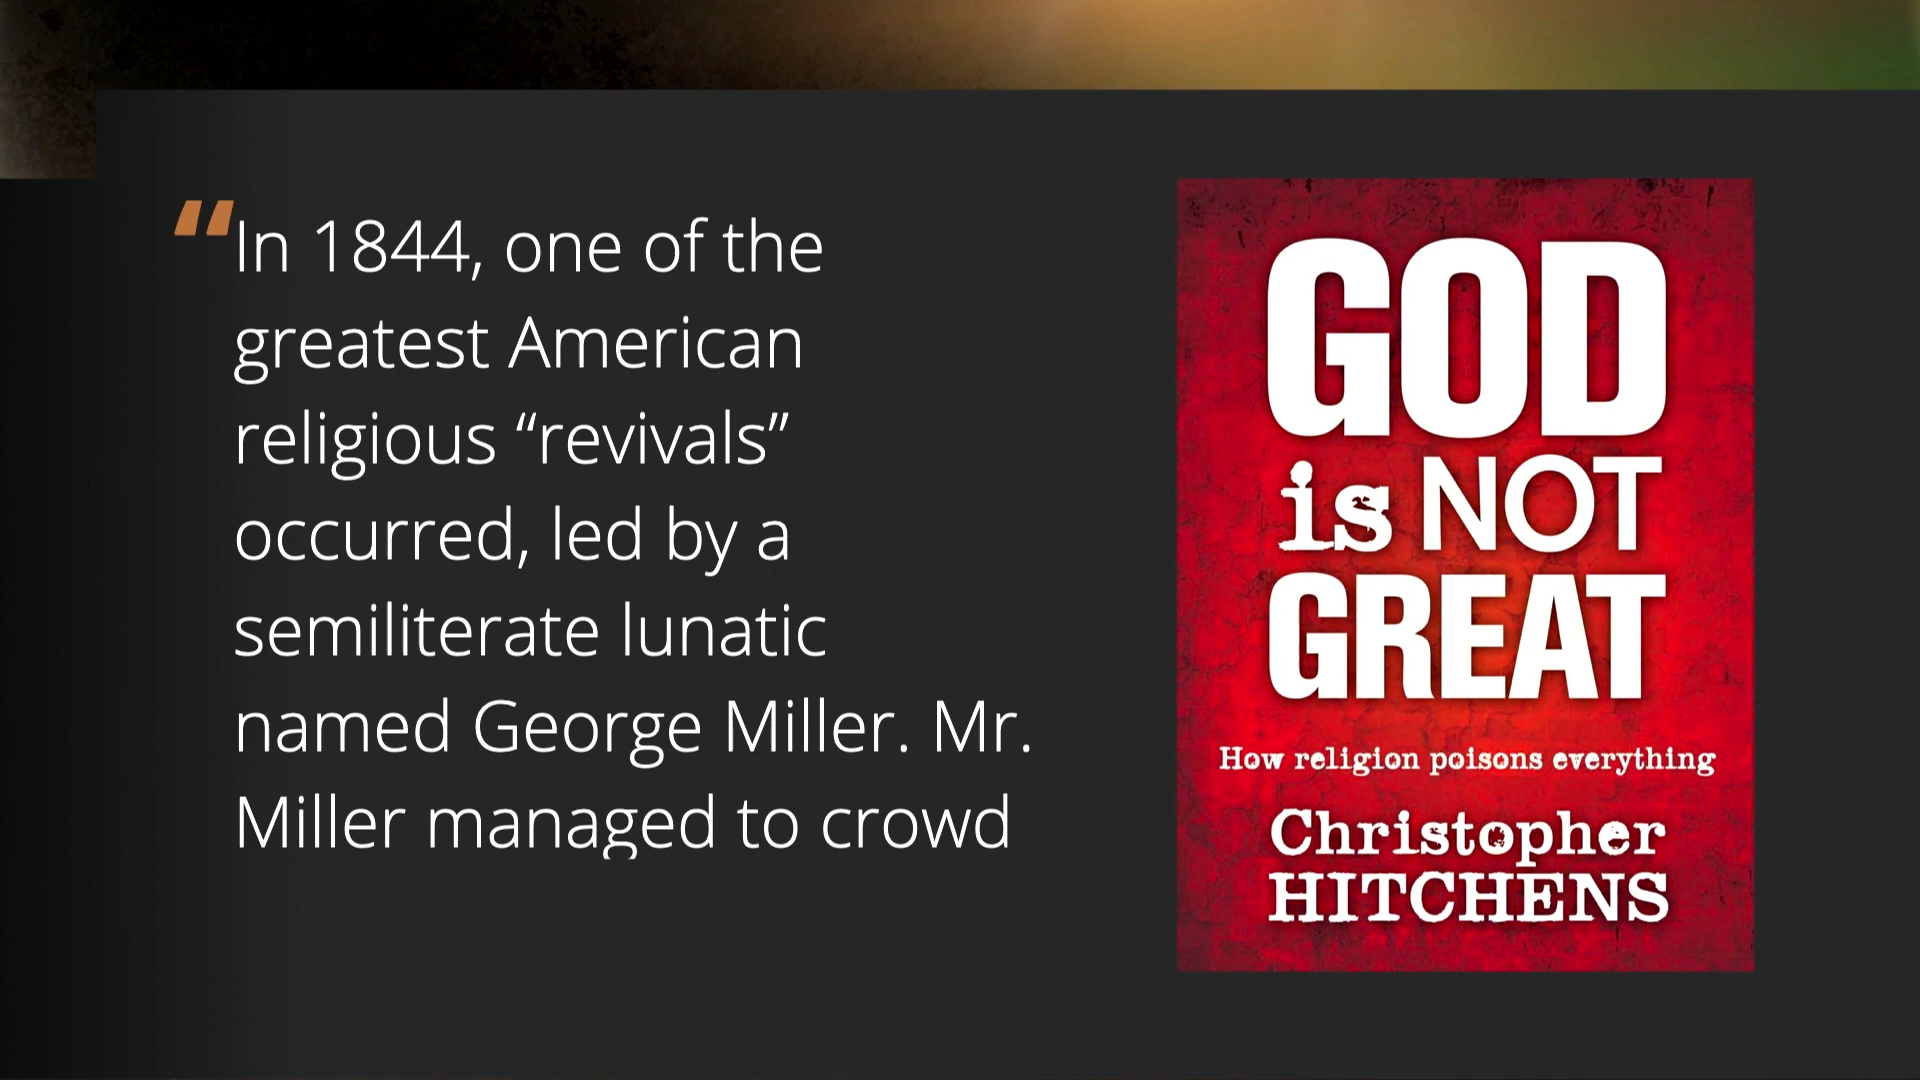 “In 1844, one of the
greatest American
religious “revivals”
occurred, led by a
semiliterate lunatic
named George Miller. Mr.
Miller managed to crowd
GOD
is NOT
GREAT
How religion poisons everything
Christopher
HITCHENS